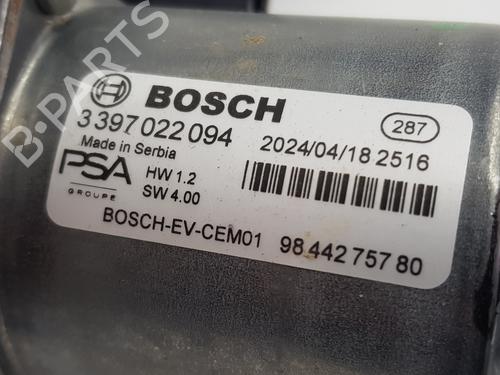 B-PARTS
BOSCH
287
3 397 022 094
2024/04/18 2516
Made in Serbia
PSA
GROUPE
HW 1.2
SW 4.00
BOSCH-EV-CEM01
98 442 757 80